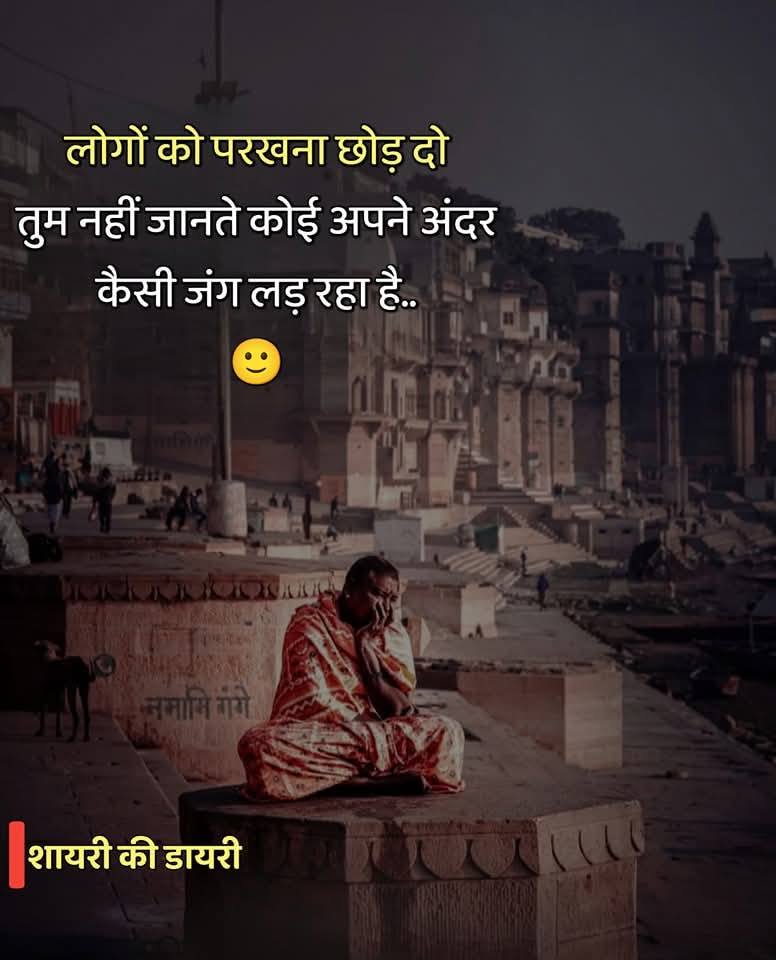 लोगों को परखना छोड़ दो
तुम नहीं जानते कोई अपने अंदर
कैसी जंग लड़ रहा है..
🙂
नमामि गंगे
शायरी की डायरी